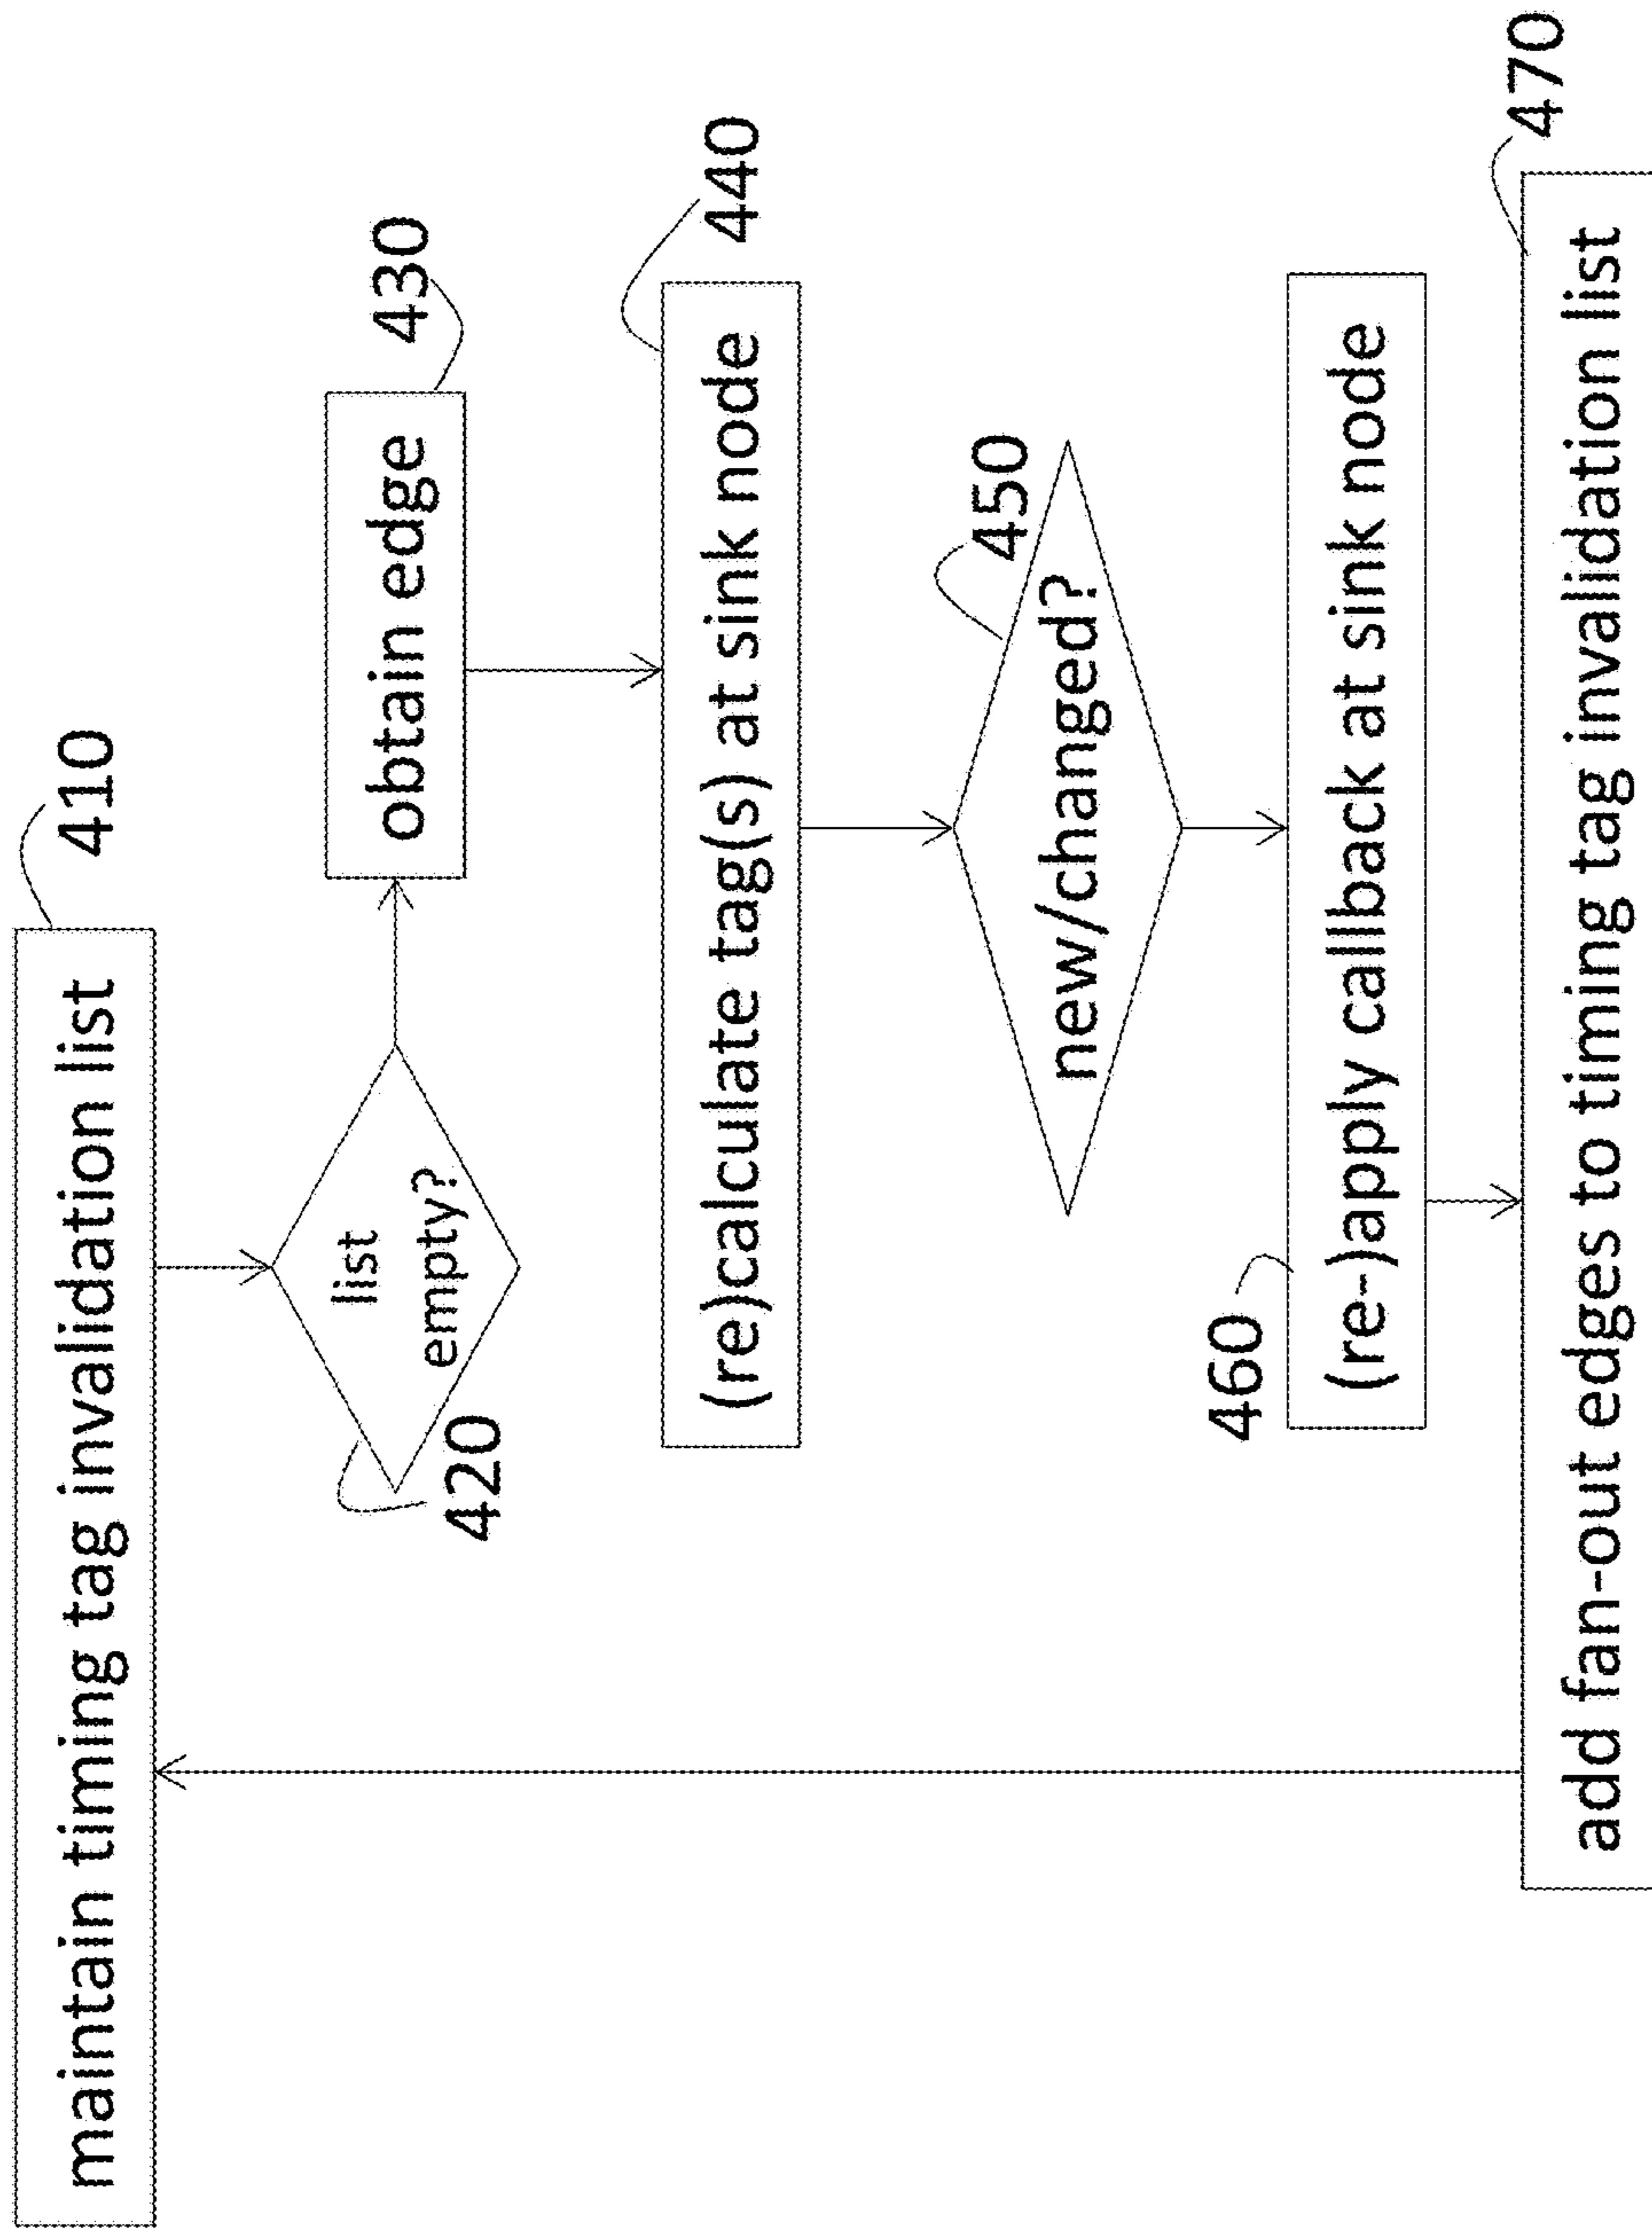 maintain timing tag invalidation list
410
list
empty?
420
obtain edge
430
(re)calculate tag(s) at sink node
440
new/changed?
450
(re-)apply callback at sink node
460
add fan-out edges to timing tag invalidation list
470